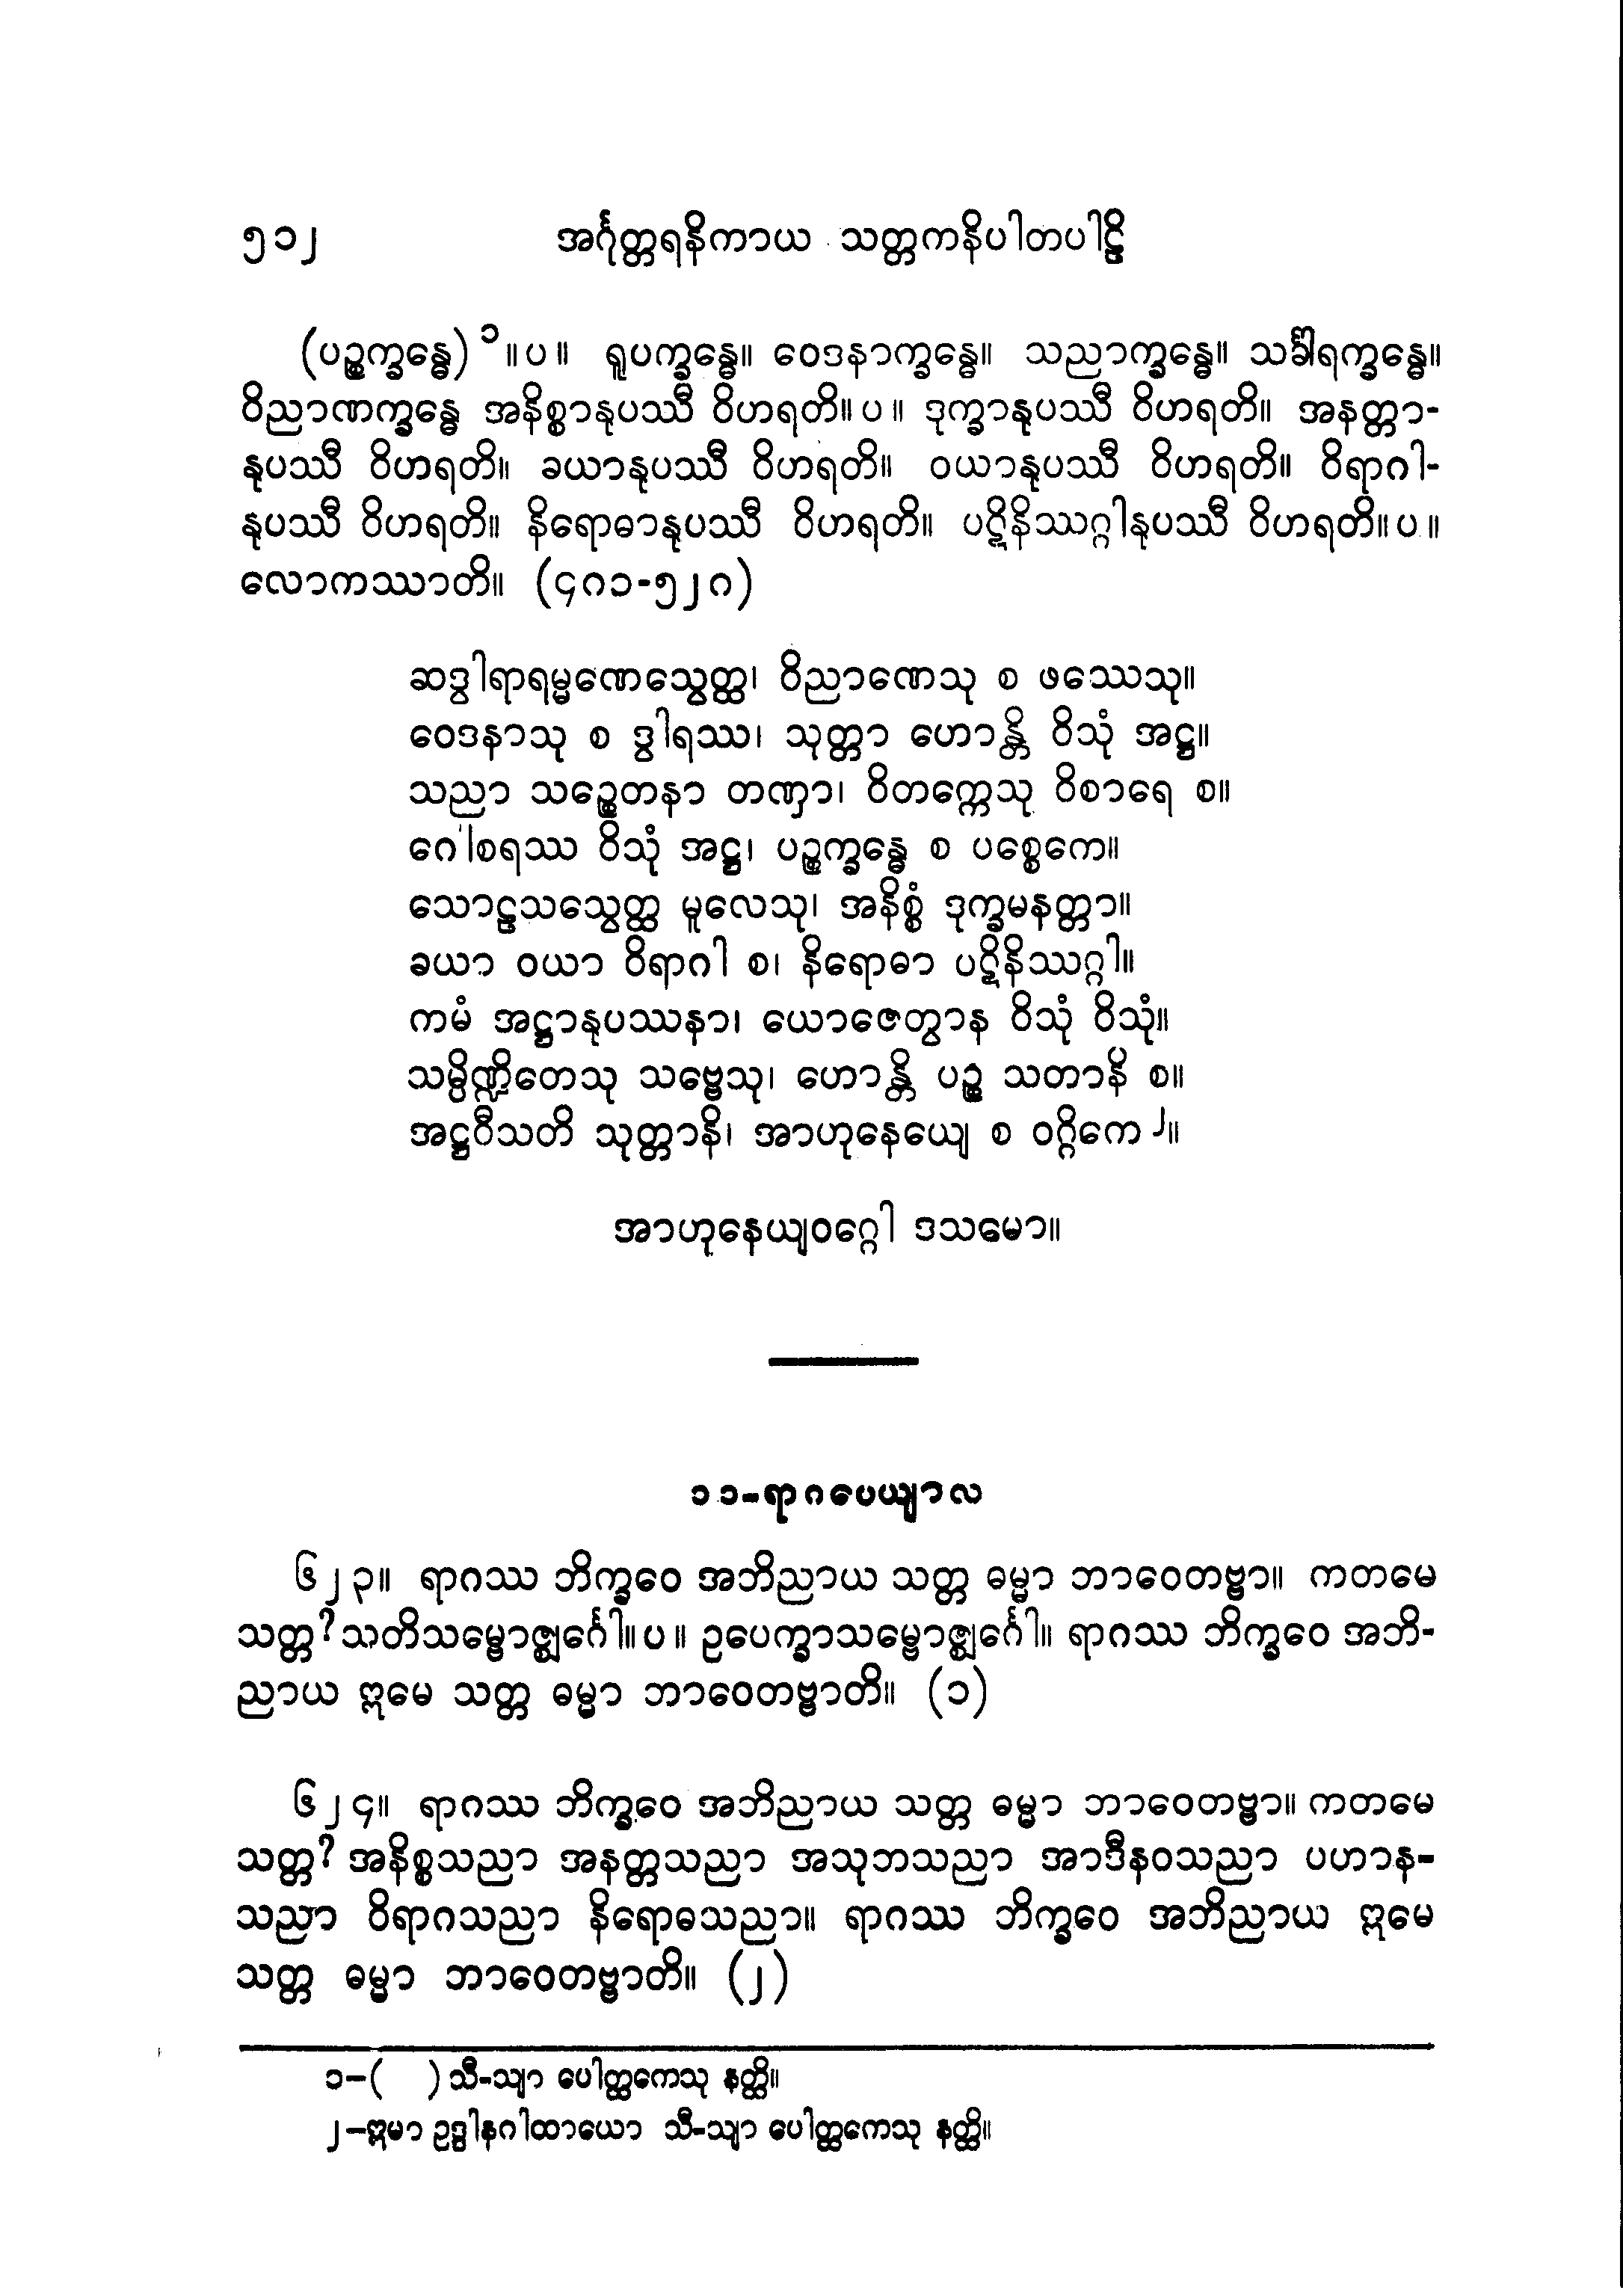 ၅၁၂ အင်္ဂုတ္တရနိကာယ သတ္တကနိပါတပါဠိ
(ပဉ္စက္ခန္ဓေ)၁ ။ပ။ ရူပက္ခန္ဓေ။ ဝေဒနာက္ခန္ဓေ။ သညာက္ခန္ဓေ။ သင်္ခါရက္ခန္ဓေ။
ဝိညာဏက္ခန္ဓေ အနိစ္စာနုပဿီ ဝိဟရတိ။ပ။ ဒုက္ခာနုပဿီ ဝိဟရတိ။ အနတ္တာ-
နုပဿီ ဝိဟရတိ။ ခယာနုပဿီ ဝိဟရတိ။ ဝယာနုပဿီ ဝိဟရတိ။ ဝိရာဂါ-
နုပဿီ ဝိဟရတိ။ နိရောဓာနုပဿီ ဝိဟရတိ။ ပဋိနိဿဂ္ဂါနုပဿီ ဝိဟရတိ။ပ။
လောကဿာတိ။ (၄၈၁-၅၂၈)
ဆဒွါရာရမ္မဏေသွေတ္ထ၊ ဝိညာဏေသု စ ဖဿေသု။
ဝေဒနာသု စ ဒွါရဿ၊ သုတ္တာ ဟောန္တိ ဝိသုံ အဋ္ဌ။
သညာ သဉ္စေတနာ တဏှာ၊ ဝိတက္ကေသု ဝိစာရေ စ။
ဂေါစရဿ ဝိသုံ အဋ္ဌ၊ ပဉ္စက္ခန္ဓေ စ ပစ္စေကေ။
သောဠသသွေတ္ထ မူလေသု၊ အနိစ္စံ ဒုက္ခမနတ္တာ။
ခယာ ဝယာ ဝိရာဂါ စ၊ နိရောဓာ ပဋိနိဿဂ္ဂါ။
ကမံ အဋ္ဌာနုပဿနာ၊ ယောဇေတွာန ဝိသုံ ဝိသုံ။
သမ္ပိဏ္ဍိတေသု သဗ္ဗေသု၊ ဟောန္တိ ပဉ္စ သတာနိ စ။
အဋ္ဌဝီသတိ သုတ္တာနိ၊ အာဟုနေယျေ စ ဝဂ္ဂိကေ၂။
အာဟုနေယျဝဂ္ဂေါ ဒသမော။
၁၁-ရာဂပေယျာလ
၆၂၃။ ရာဂဿ ဘိက္ခဝေ အဘိညာယ သတ္တ ဓမ္မာ ဘာဝေတဗ္ဗာ။ ကတမေ
သတ္တ? သတိသမ္ဗောဇ္ဈင်္ဂေါ။ပ။ ဥပေက္ခာသမ္ဗောဇ္ဈင်္ဂေါ။ ရာဂဿ ဘိက္ခဝေ အဘိ-
ညာယ ဣမေ သတ္တ ဓမ္မာ ဘာဝေတဗ္ဗာတိ။ (၁)
၆၂၄။ ရာဂဿ ဘိက္ခဝေ အဘိညာယ သတ္တ ဓမ္မာ ဘာဝေတဗ္ဗာ။ ကတမေ
သတ္တ? အနိစ္စသညာ အနတ္တသညာ အသုဘသညာ အာဒီနဝသညာ ပဟာန-
သညာ ဝိရာဂသညာ နိရောဓသညာ။ ရာဂဿ ဘိက္ခဝေ အဘိညာယ ဣမေ
သတ္တ ဓမ္မာ ဘာဝေတဗ္ဗာတိ။ (၂)
၁–( ) သီ-သျာ ပေါတ္ထကေသု နတ္ထိ။
၂–ဣမာ ဥဒ္ဒါနဂါထာယော သီ-သျာ ပေါတ္ထကေသု နတ္ထိ။